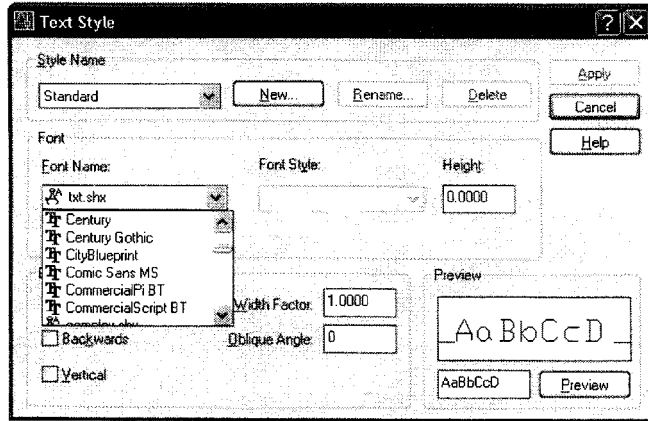 Text Style
Style Name
Standard
New...
Rename...
Delete
Apply
Cancel
Help
Font
Font Name:
Font Style:
Height:
txt.shx
0.0000
Century
Century Gothic
CityBlueprint
Comic Sans MS
CommercialPi BT
CommercialScript BT
Width Factor:
1.0000
Backwards
Oblique Angle:
0
Vertical
Preview
AaBbCcD
AaBbCcD
Preview